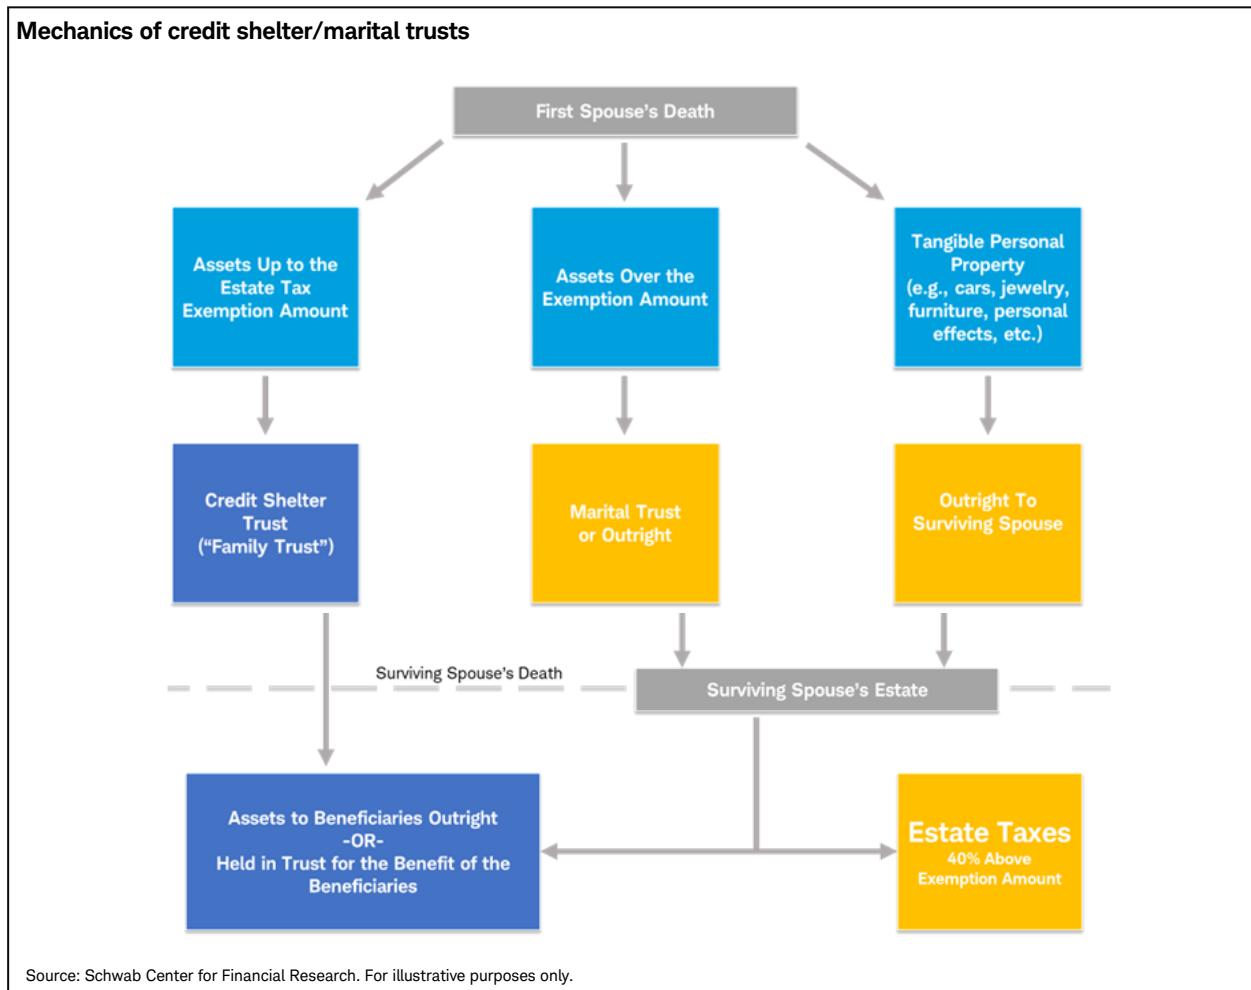 Mechanics of credit shelter/marital trusts
First Spouse's Death
Assets Up to the
Estate Tax
Exemption Amount
Assets Over the
Exemption Amount
Tangible Personal
Property
(e.g., cars, jewelry,
furniture, personal
effects, etc.)
Credit Shelter
Trust
(“Family Trust”)
Marital Trust
or Outright
Outright To
Surviving Spouse
Surviving Spouse's Death
Surviving Spouse's Estate
Assets to Beneficiaries Outright
-OR-
Held in Trust for the Benefit of the
Beneficiaries
Estate Taxes
40% Above
Exemption Amount
Source: Schwab Center for Financial Research. For illustrative purposes only.